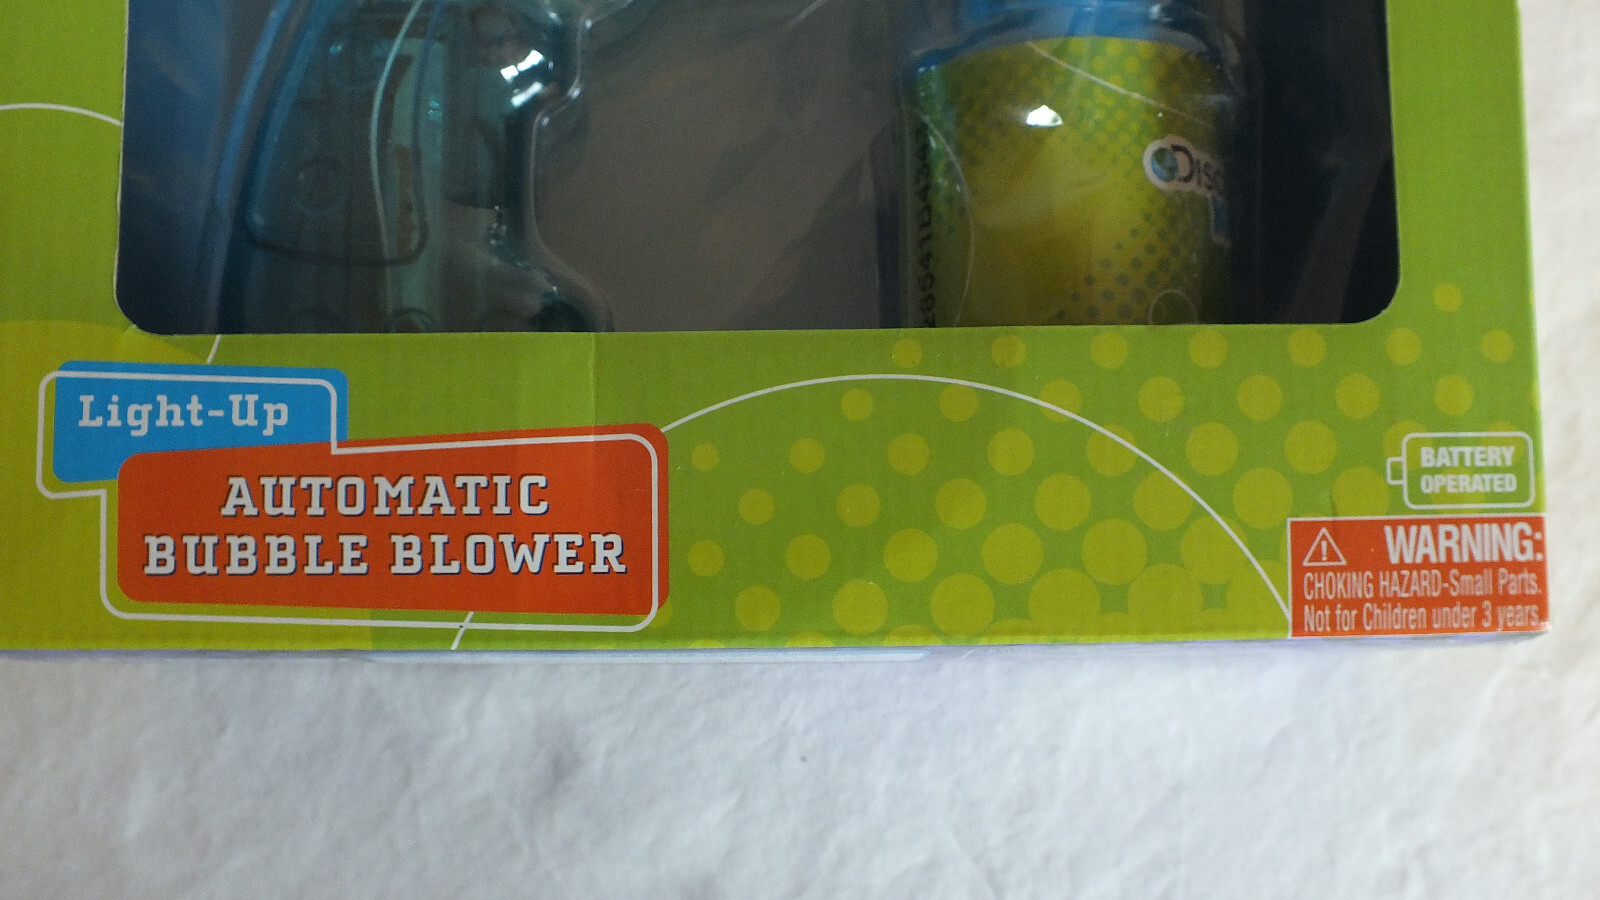 Light-Up
AUTOMATIC
BUBBLE BLOWER
BATTERY
OPERATED
WARNING:
CHOKING HAZARD-Small Parts.
Not for Children under 3 years.